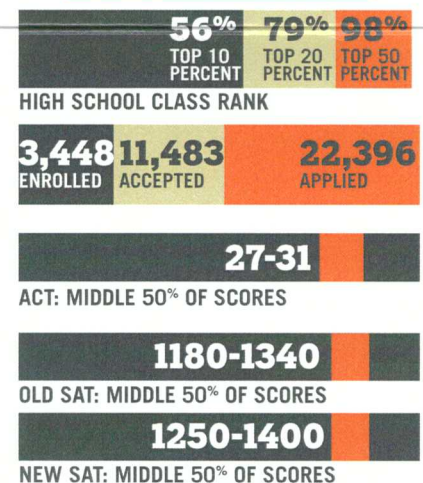 56% 79% 98%
TOP 10 TOP 20 TOP 50
PERCENT PERCENT PERCENT
HIGH SCHOOL CLASS RANK
3,448 11,483 22,396
ENROLLED ACCEPTED APPLIED
27-31
ACT: MIDDLE 50% OF SCORES
1180-1340
OLD SAT: MIDDLE 50% OF SCORES
1250-1400
NEW SAT: MIDDLE 50% OF SCORES